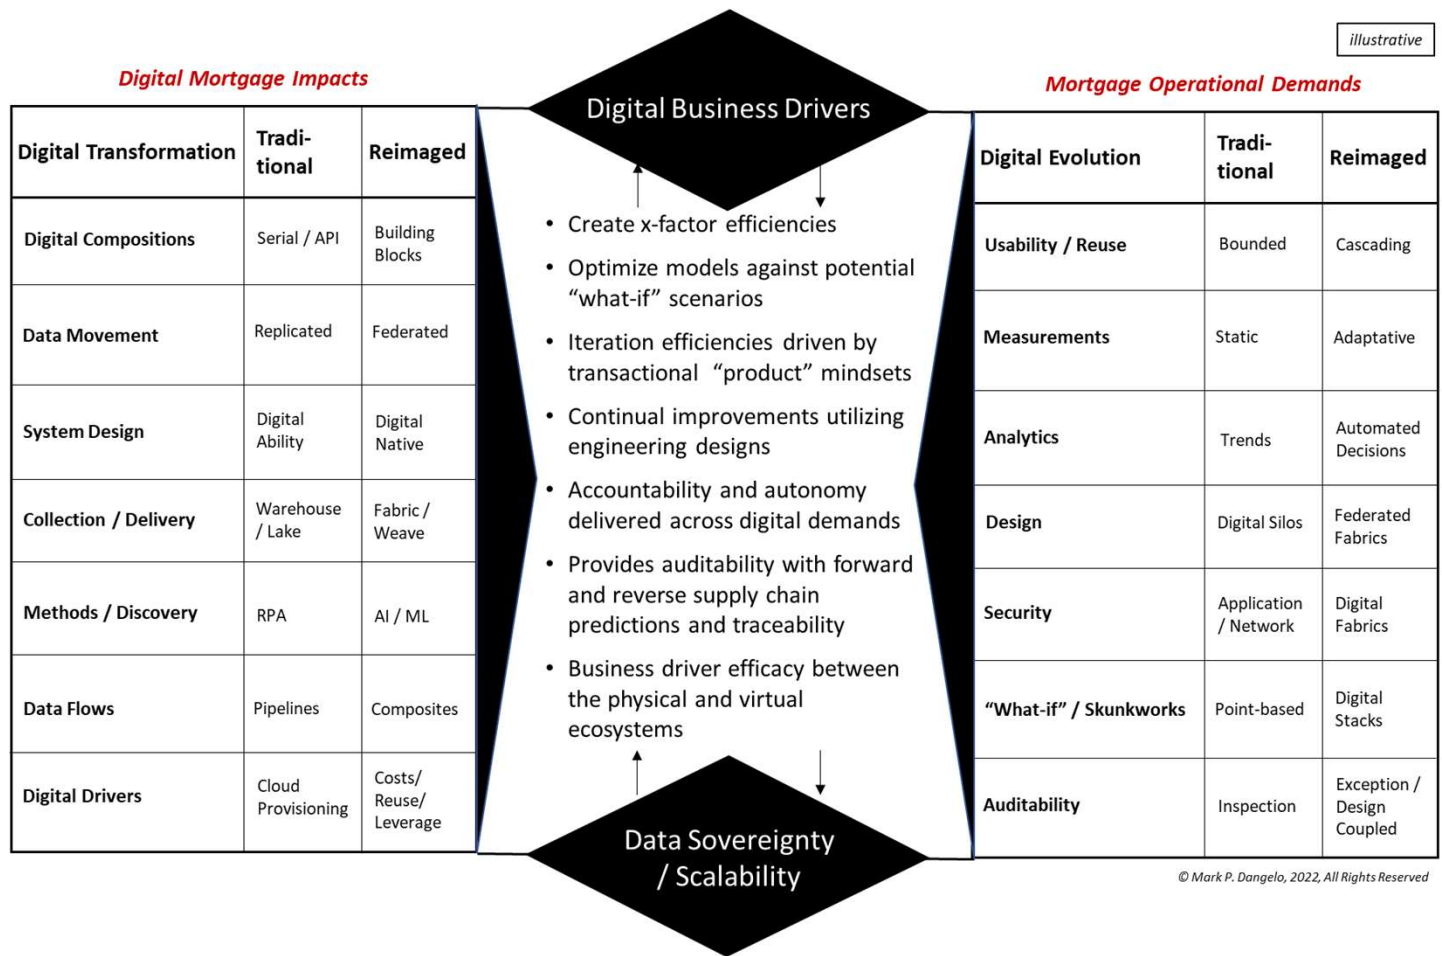 illustrative
Digital Mortgage Impacts
Digital Transformation
Tradi-
tional
Reimaged
Digital Compositions
Serial / API
Building
Blocks
Data Movement
Replicated
Federated
System Design
Digital
Ability
Digital
Native
Collection / Delivery
Warehouse
/ Lake
Fabric /
Weave
Methods / Discovery
RPA
AI / ML
Data Flows
Pipelines
Composites
Digital Drivers
Cloud
Provisioning
Costs/
Reuse/
Leverage
Digital Business Drivers
• Create x-factor efficiencies
• Optimize models against potential
“what-if” scenarios
• Iteration efficiencies driven by
transactional “product” mindsets
• Continual improvements utilizing
engineering designs
• Accountability and autonomy
delivered across digital demands
• Provides auditability with forward
and reverse supply chain
predictions and traceability
• Business driver efficacy between
the physical and virtual
ecosystems
Data Sovereignty
/ Scalability
Mortgage Operational Demands
Digital Evolution
Tradi-
tional
Reimaged
Usability / Reuse
Bounded
Cascading
Measurements
Static
Adaptative
Analytics
Trends
Automated
Decisions
Design
Digital Silos
Federated
Fabrics
Security
Application
/ Network
Digital
Fabrics
“What-if” / Skunkworks
Point-based
Digital
Stacks
Auditability
Inspection
Exception /
Design
Coupled
© Mark P. Dangelo, 2022, All Rights Reserved